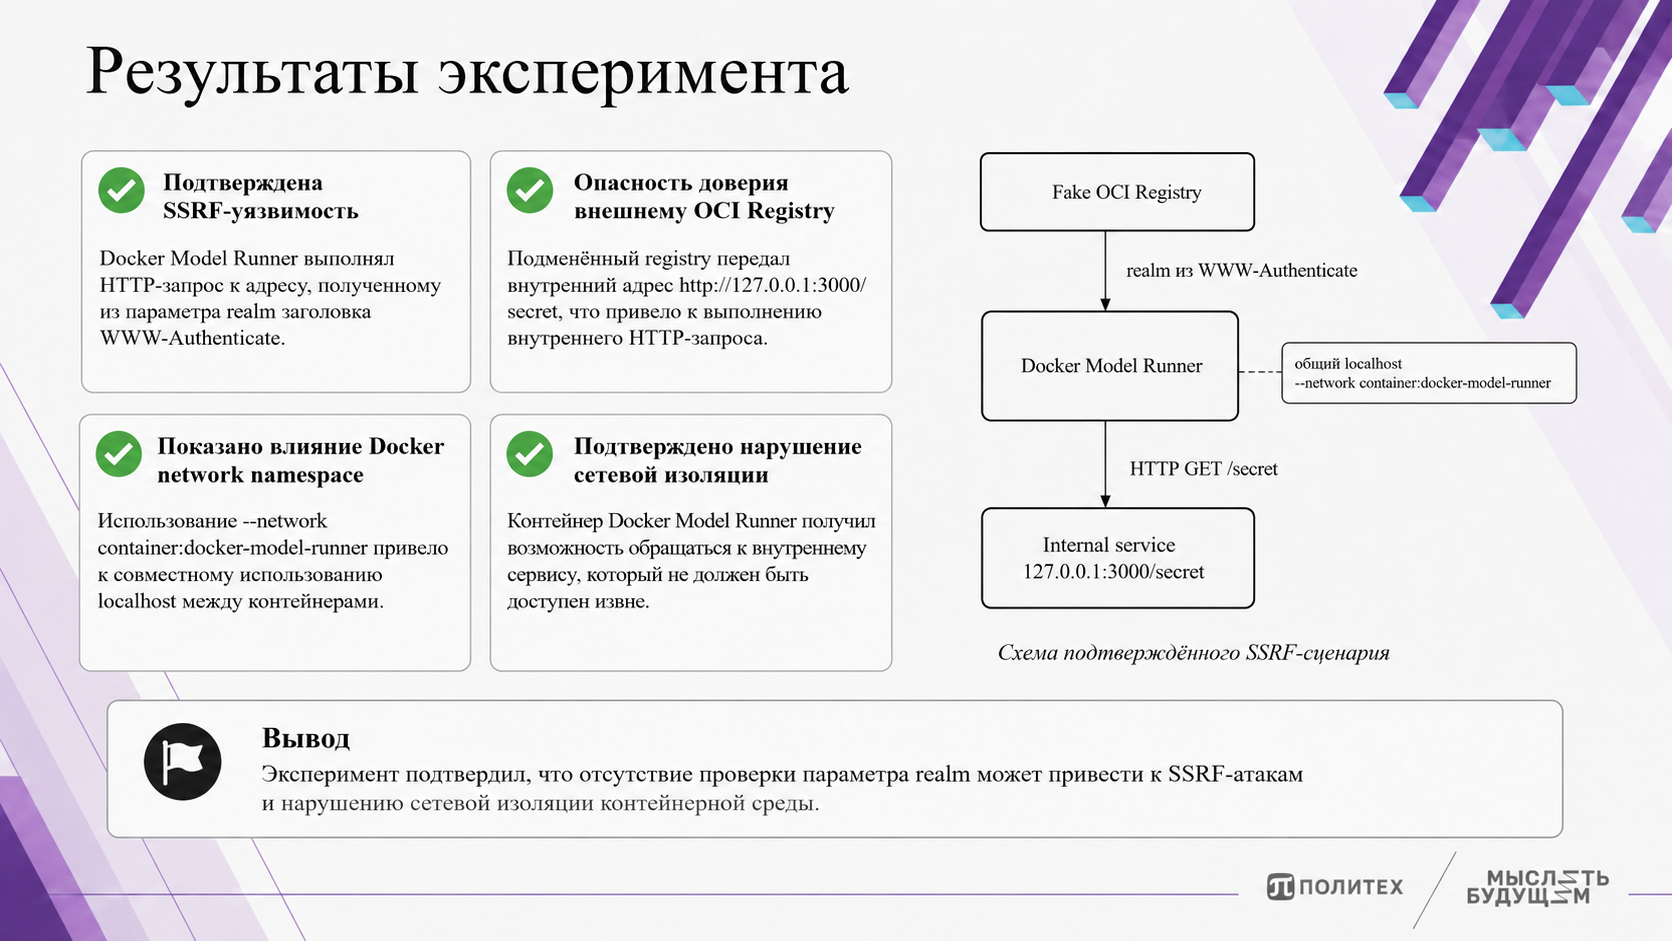 Результаты эксперимента
Подтверждена
SSRF-уязвимость
Docker Model Runner выполнял
HTTP-запрос к адресу, полученному
из параметра realm заголовка
WWW-Authenticate.
Опасность доверия
внешнему OCI Registry
Подменённый registry передал
внутренний адрес http://127.0.0.1:3000/
secret, что привело к выполнению
внутреннего HTTP-запроса.
Показано влияние Docker
network namespace
Использование --network
container:docker-model-runner привело
к совместному использованию
localhost между контейнерами.
Подтверждено нарушение
сетевой изоляции
Контейнер Docker Model Runner получил
возможность обращаться к внутреннему
сервису, который не должен быть
доступен извне.
Fake OCI Registry
realm из WWW-Authenticate
Docker Model Runner
общий localhost
--network container:docker-model-runner
HTTP GET /secret
Internal service
127.0.0.1:3000/secret
Схема подтверждённого SSRF-сценария
Вывод
Эксперимент подтвердил, что отсутствие проверки параметра realm может привести к SSRF-атакам
и нарушению сетевой изоляции контейнерной среды.
ПОЛИТЕХ
МЫСЛИТЬ
БУДУЩИМ